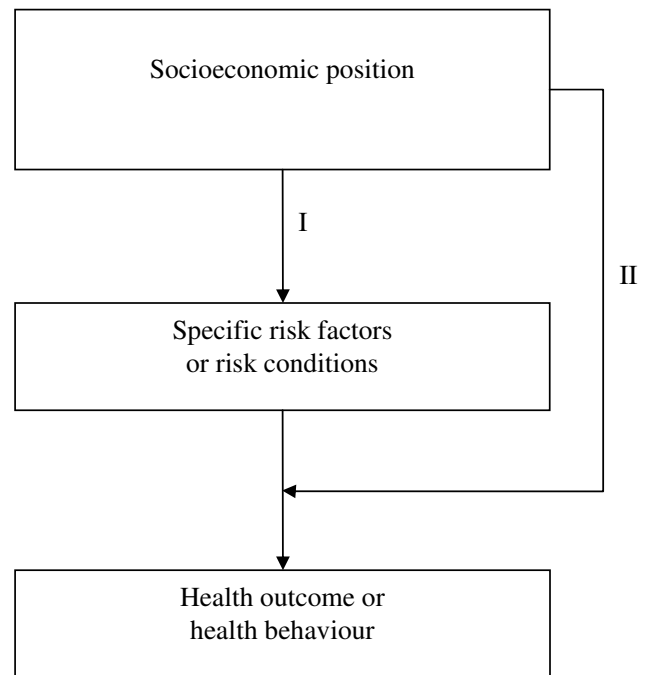 Socioeconomic position
I
II
Specific risk factors
or risk conditions
Health outcome or
health behaviour